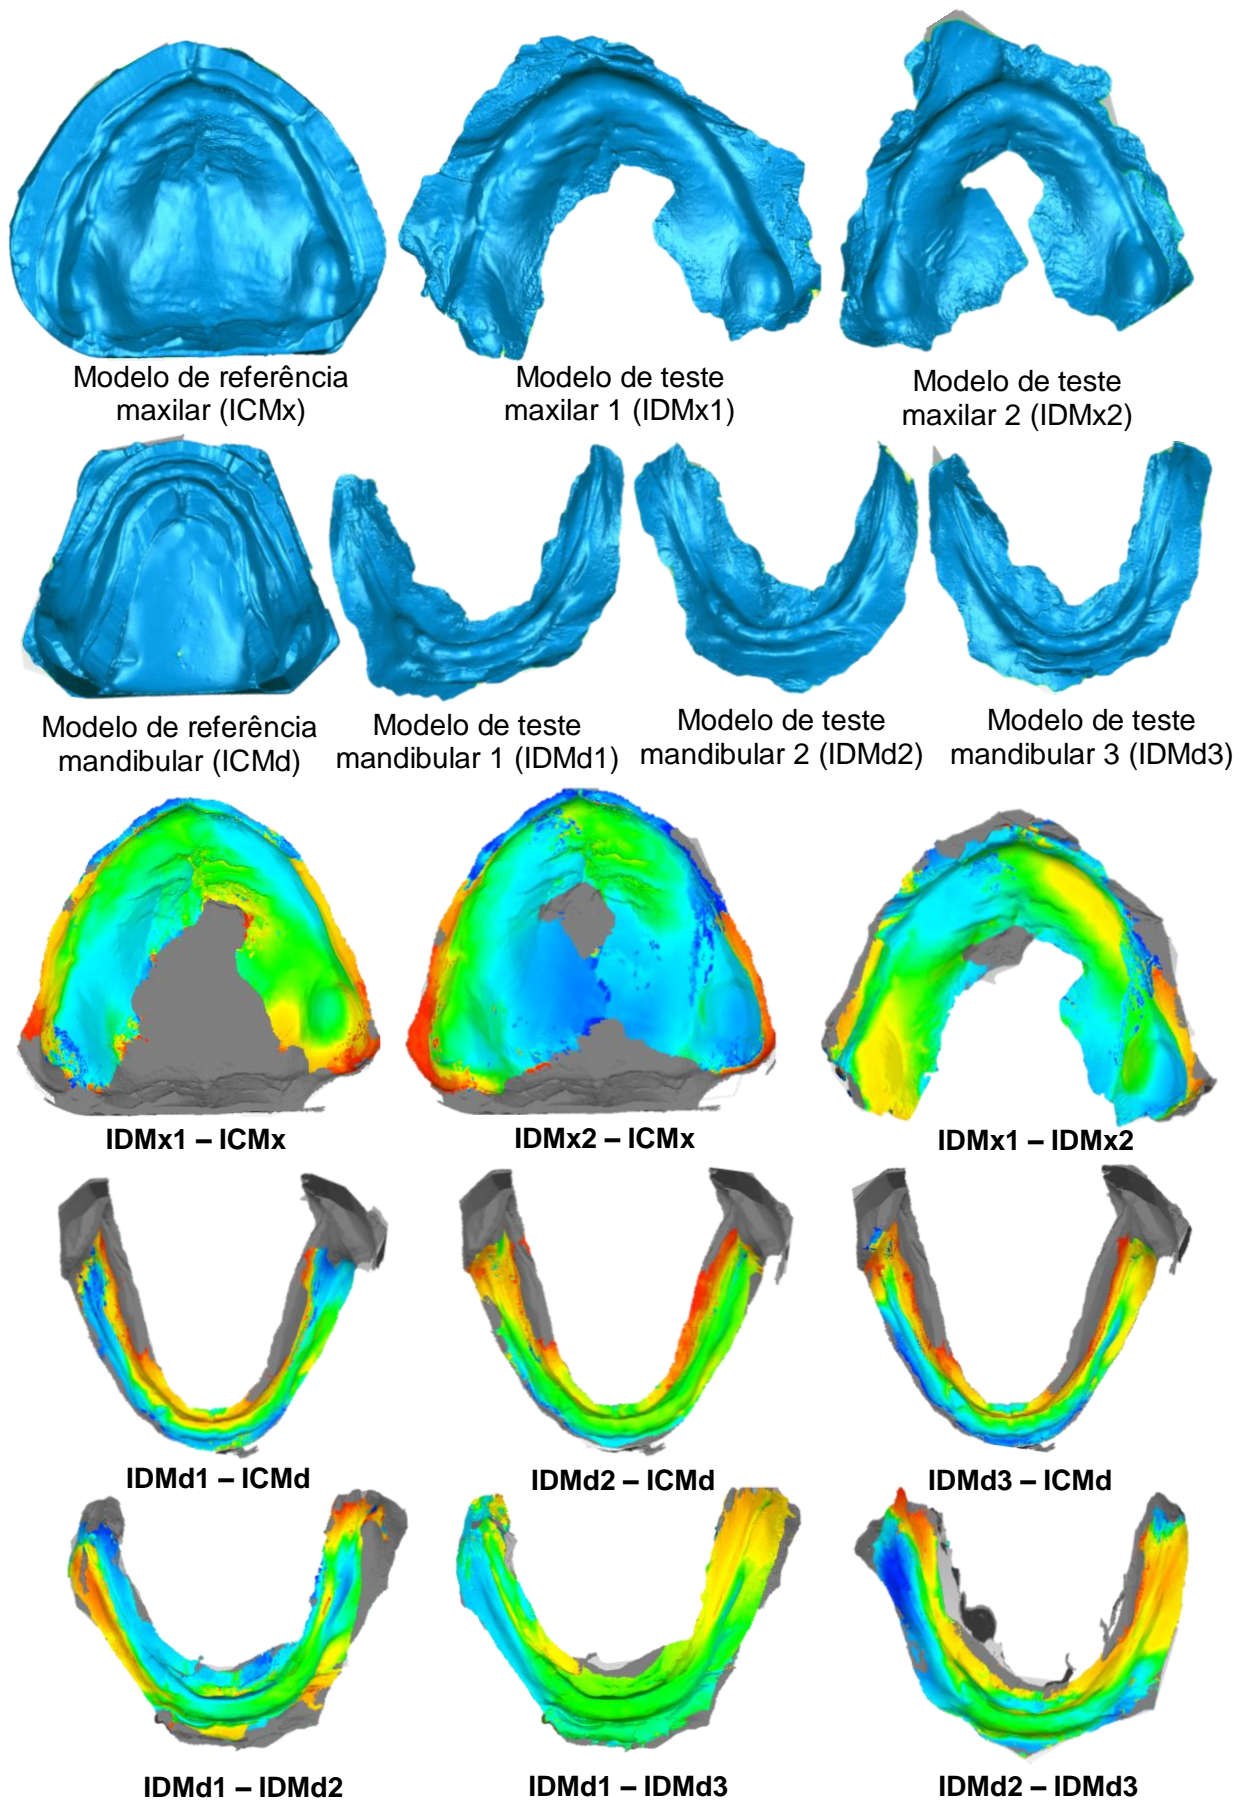 Modelo de referência
maxilar (ICMx)
Modelo de teste
maxilar 1 (IDMx1)
Modelo de teste
maxilar 2 (IDMx2)
Modelo de referência
mandibular (ICMd)
Modelo de teste
mandibular 1 (IDMd1)
Modelo de teste
mandibular 2 (IDMd2)
Modelo de teste
mandibular 3 (IDMd3)
IDMx1 – ICMx
IDMx2 – ICMx
IDMx1 – IDMx2
IDMd1 – ICMd
IDMd2 – ICMd
IDMd3 – ICMd
IDMd1 – IDMd2
IDMd1 – IDMd3
IDMd2 – IDMd3